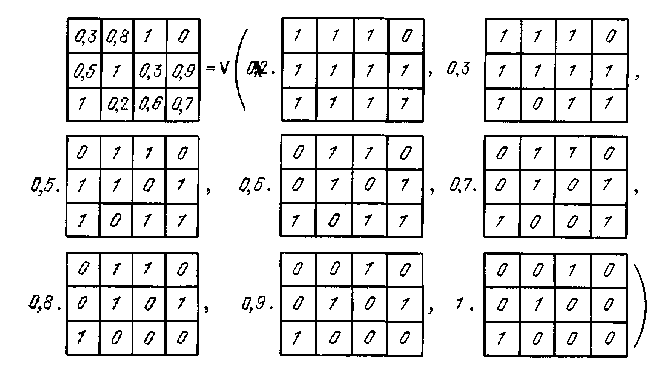 0,3 0,8 1 0 1 1 1 0 1 1 1 0
0,5 1 0,3 0,9 = V ( 0,2. 1 1 1 1 , 0,3 1 1 1 1 ,
1 0,2 0,6 0,7 1 1 1 1 1 0 1 1
0 1 1 0 0 1 1 0 0 1 1 0
0,5. 1 1 0 1 , 0,6. 0 1 0 1 , 0,7. 0 1 0 1 ,
1 0 1 1 1 0 1 1 1 0 0 1
0 1 1 0 0 0 1 0 0 0 1 0
0,8. 0 1 0 1 , 0,9. 0 1 0 1 , 1. 0 1 0 0 )
1 0 0 0 1 0 0 0 1 0 0 0